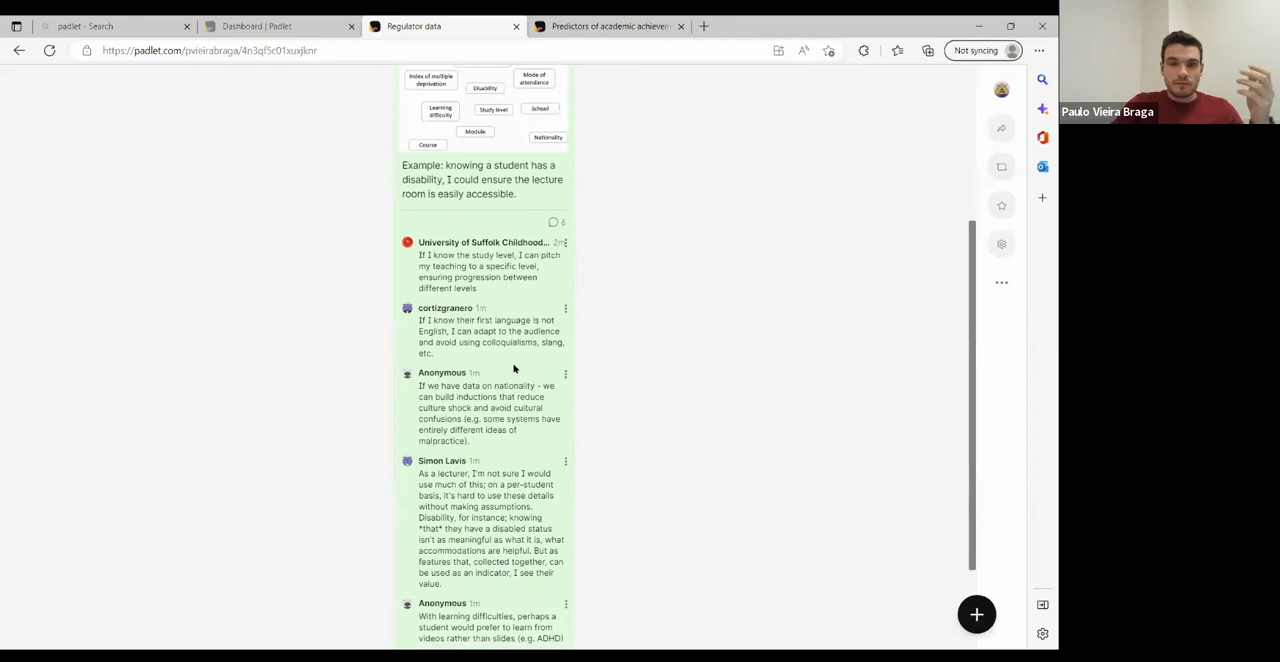 padlet - Search
Dashboard | Padlet
Regulator data
Predictors of academic achievem
https://padlet.com/pvieirabraga/4n3qf5c01xuxjknr
Not syncing
Paulo Vieira Braga
Index of multiple
deprivation
Disability
Mode of
attendance
Learning
difficulty
Study level
School
Module
Nationality
Course
Example: knowing a student has a
disability, I could ensure the lecture
room is easily accessible.
6
University of Suffolk Childhood... 2m
If I know the study level, I can pitch
my teaching to a specific level,
ensuring progression between
different levels
cortizgranero 1m
If I know their first language is not
English, I can adapt to the audience
and avoid using colloquialisms, slang,
etc.
Anonymous 1m
If we have data on nationality - we
can build inductions that reduce
culture shock and avoid cultural
confusions (e.g. some systems have
entirely different ideas of
malpractice).
Simon Lavis 1m
As a lecturer, I'm not sure I would
use much of this; on a per-student
basis, it's hard to use these details
without making assumptions.
Disability, for instance; knowing
*that* they have a disabled status
isn't as meaningful as what it is, what
accommodations are helpful. But as
features that, collected together, can
be used as an indicator, I see their
value.
Anonymous 1m
With learning difficulties, perhaps a
student would prefer to learn from
videos rather than slides (e.g. ADHD)